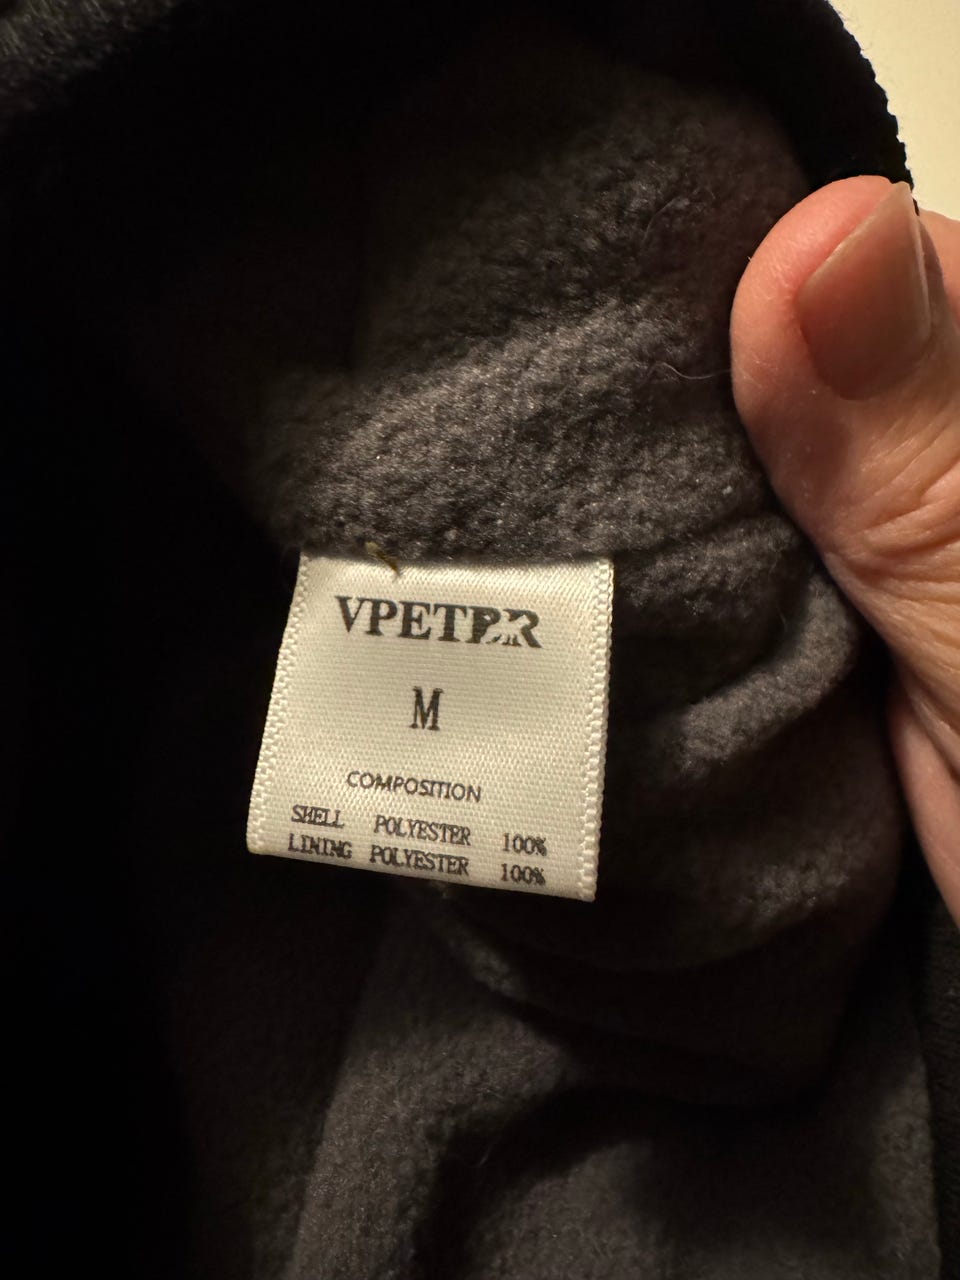 VPETER
M
COMPOSITION
SHELL POLYESTER 100%
LINING POLYESTER 100%